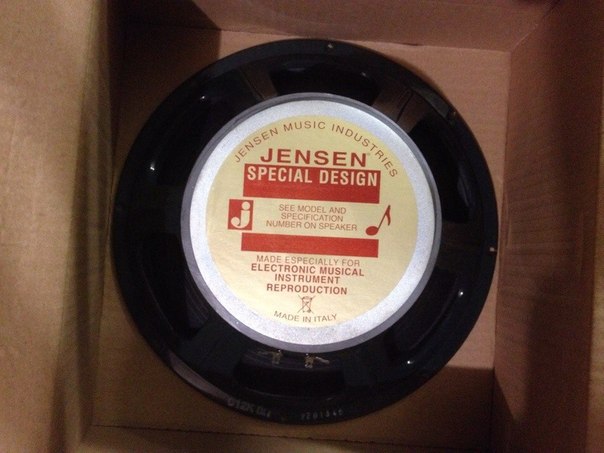 JENSEN MUSIC INDUSTRIES
JENSEN
SPECIAL DESIGN
j
SEE MODEL AND
SPECIFICATION
NUMBER ON SPEAKER
MADE ESPECIALLY FOR
ELECTRONIC MUSICAL
INSTRUMENT
REPRODUCTION
MADE IN ITALY